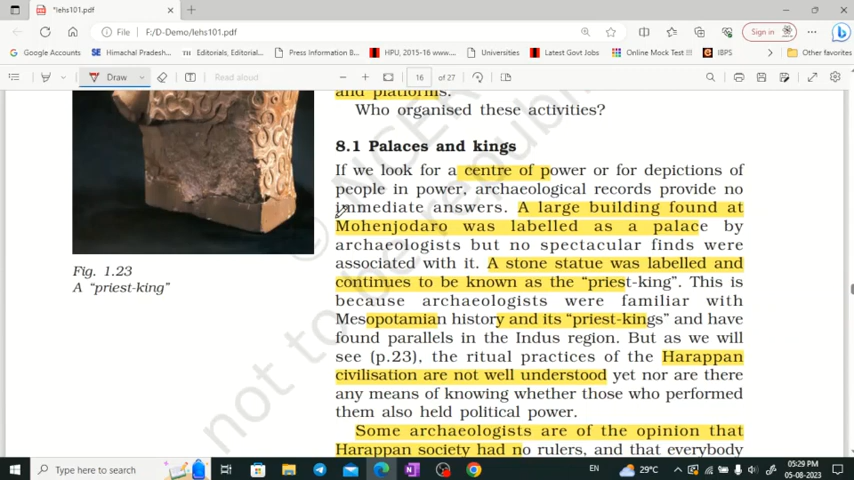 *lehs101.pdf
File
F:/D-Demo/lehs101.pdf
Sign in
Google Accounts
Himachal Pradesh...
Editorials, Editorial...
Press Information B...
HPU, 2015-16 www....
Universities
Latest Govt Jobs
Online Mock Test !!...
IBPS
Other favorites
Draw
Read aloud
16
of 27
and platforms.
Who organised these activities?
8.1 Palaces and kings
If we look for a centre of power or for depictions of
people in power, archaeological records provide no
immediate answers. A large building found at
Mohenjodaro was labelled as a palace by
archaeologists but no spectacular finds were
associated with it. A stone statue was labelled and
continues to be known as the “priest-king”. This is
because archaeologists were familiar with
Mesopotamian history and its “priest-kings” and have
found parallels in the Indus region. But as we will
see (p.23), the ritual practices of the Harappan
civilisation are not well understood yet nor are there
any means of knowing whether those who performed
them also held political power.
Some archaeologists are of the opinion that
Harappan society had no rulers, and that everybody
Fig. 1.23
A “priest-king”
© NCER
not to be republi
Type here to search
EN
29°C
05:29 PM
05-08-2023